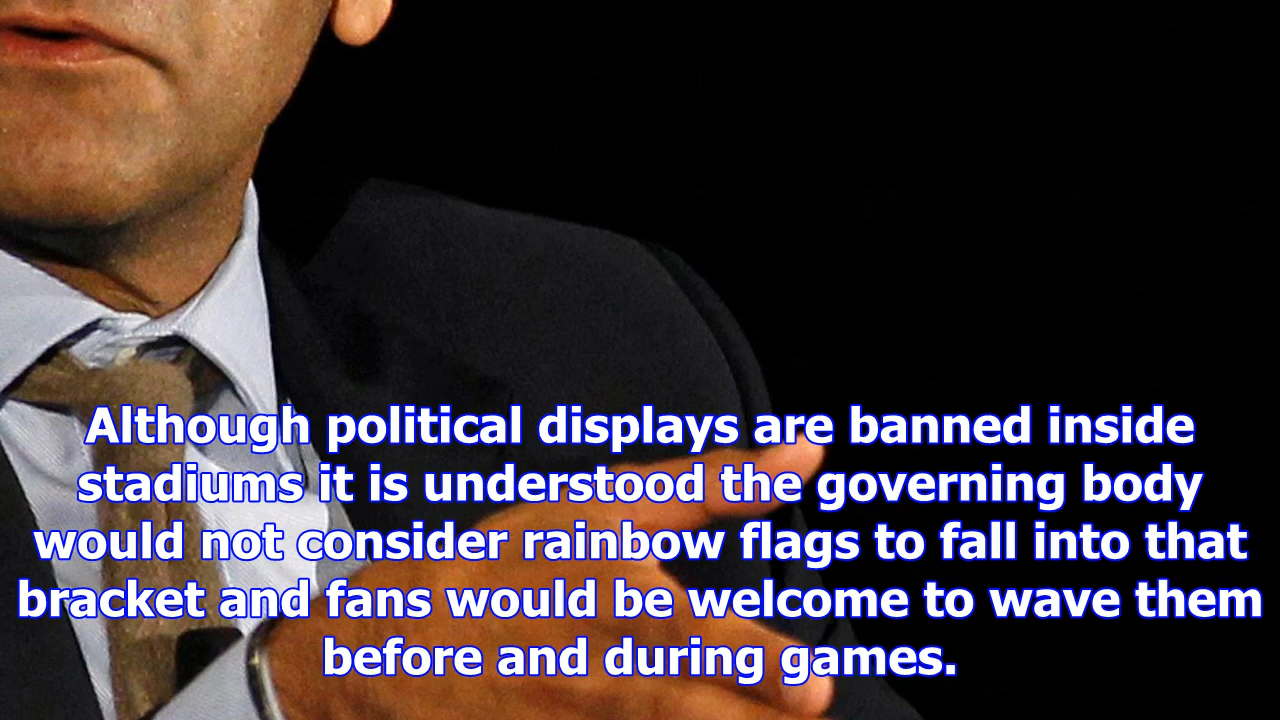 Although political displays are banned inside
stadiums it is understood the governing body
would not consider rainbow flags to fall into that
bracket and fans would be welcome to wave them
before and during games.